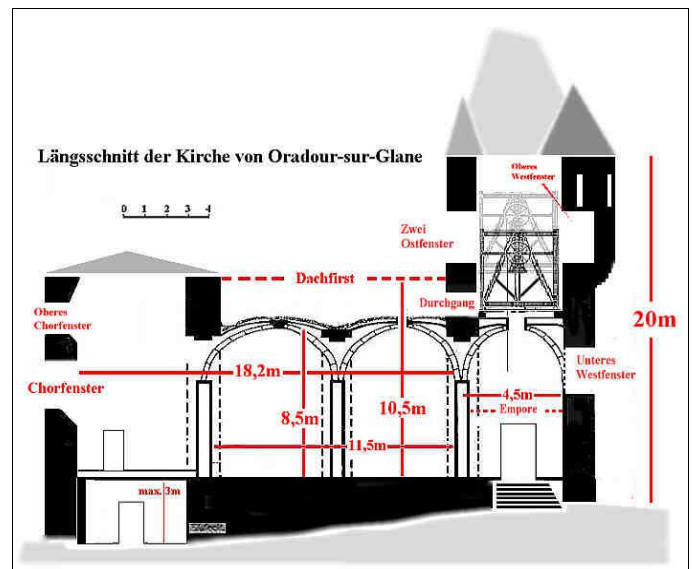 Längsschnitt der Kirche von Oradour-sur-Glane
0 1 2 3 4
Oberes
Westfenster
Zwei
Ostfenster
Dachfirst
Durchgang
Oberes
Chorfenster
20m
Unteres
Westfenster
18,2m
Chorfenster
4,5m
8,5m
10,5m
Empore
11,5m
max. 3m